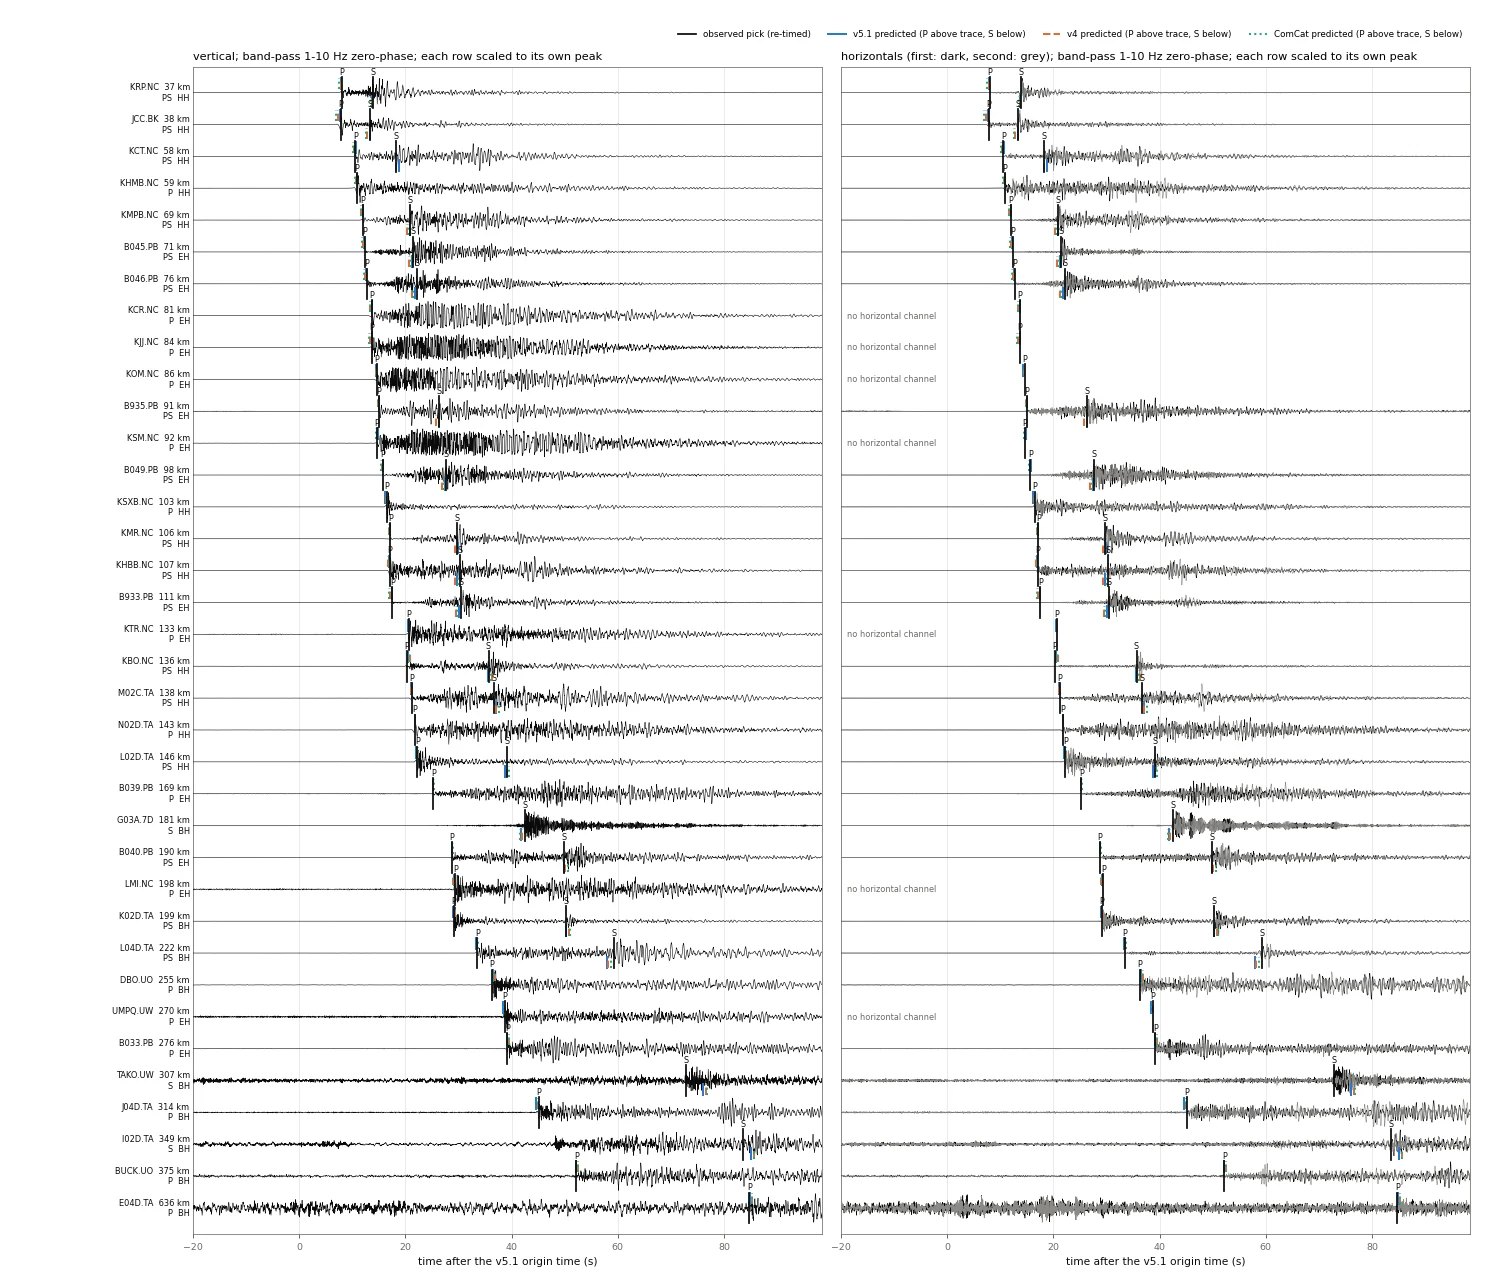 observed pick (re-timed) v5.1 predicted (P above trace, S below) v4 predicted (P above trace, S below) ComCat predicted (P above trace, S below)
vertical; band-pass 1-10 Hz zero-phase; each row scaled to its own peak
horizontals (first: dark, second: grey); band-pass 1-10 Hz zero-phase; each row scaled to its own peak
KRP.NC 37 km
PS HH
JCC.BK 38 km
PS HH
KCT.NC 58 km
PS HH
KHMB.NC 59 km
P HH
KMPB.NC 69 km
PS HH
B045.PB 71 km
PS EH
B046.PB 76 km
PS EH
KCR.NC 81 km
P EH
no horizontal channel
KJJ.NC 84 km
P EH
no horizontal channel
KOM.NC 86 km
P EH
no horizontal channel
B935.PB 91 km
PS EH
KSM.NC 92 km
P EH
no horizontal channel
B049.PB 98 km
PS EH
KSXB.NC 103 km
P HH
KMR.NC 106 km
PS HH
KHBB.NC 107 km
PS HH
B933.PB 111 km
PS EH
KTR.NC 133 km
P EH
no horizontal channel
KBO.NC 136 km
PS HH
M02C.TA 138 km
PS HH
N02D.TA 143 km
P HH
L02D.TA 146 km
PS HH
B039.PB 169 km
P EH
G03A.7D 181 km
S BH
B040.PB 190 km
PS EH
LMI.NC 198 km
P EH
no horizontal channel
K02D.TA 199 km
PS BH
L04D.TA 222 km
PS BH
DBO.UO 255 km
P BH
UMPQ.UW 270 km
P EH
no horizontal channel
B033.PB 276 km
P EH
TAKO.UW 307 km
S BH
J04D.TA 314 km
P BH
I02D.TA 349 km
S BH
BUCK.UO 375 km
P BH
E04D.TA 636 km
P BH
−20 0 20 40 60 80
−20 0 20 40 60 80
time after the v5.1 origin time (s)
time after the v5.1 origin time (s)